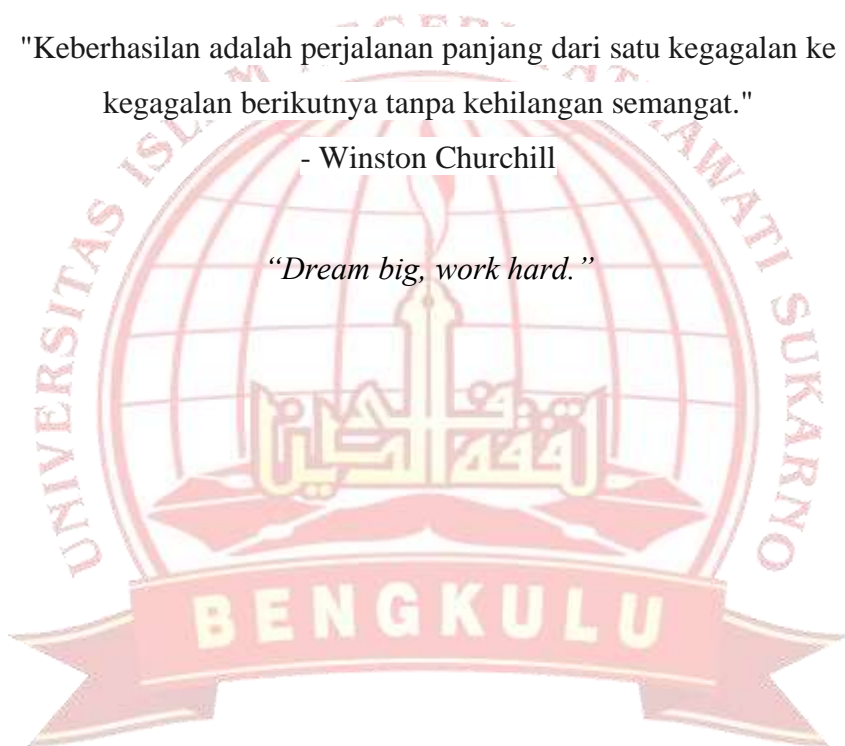 "Keberhasilan adalah perjalanan panjang dari satu kegagalan ke
kegagalan berikutnya tanpa kehilangan semangat."
- Winston Churchill
“Dream big, work hard.”
UNIVERSITAS ISLAM
SUKARNO
BENGKULU